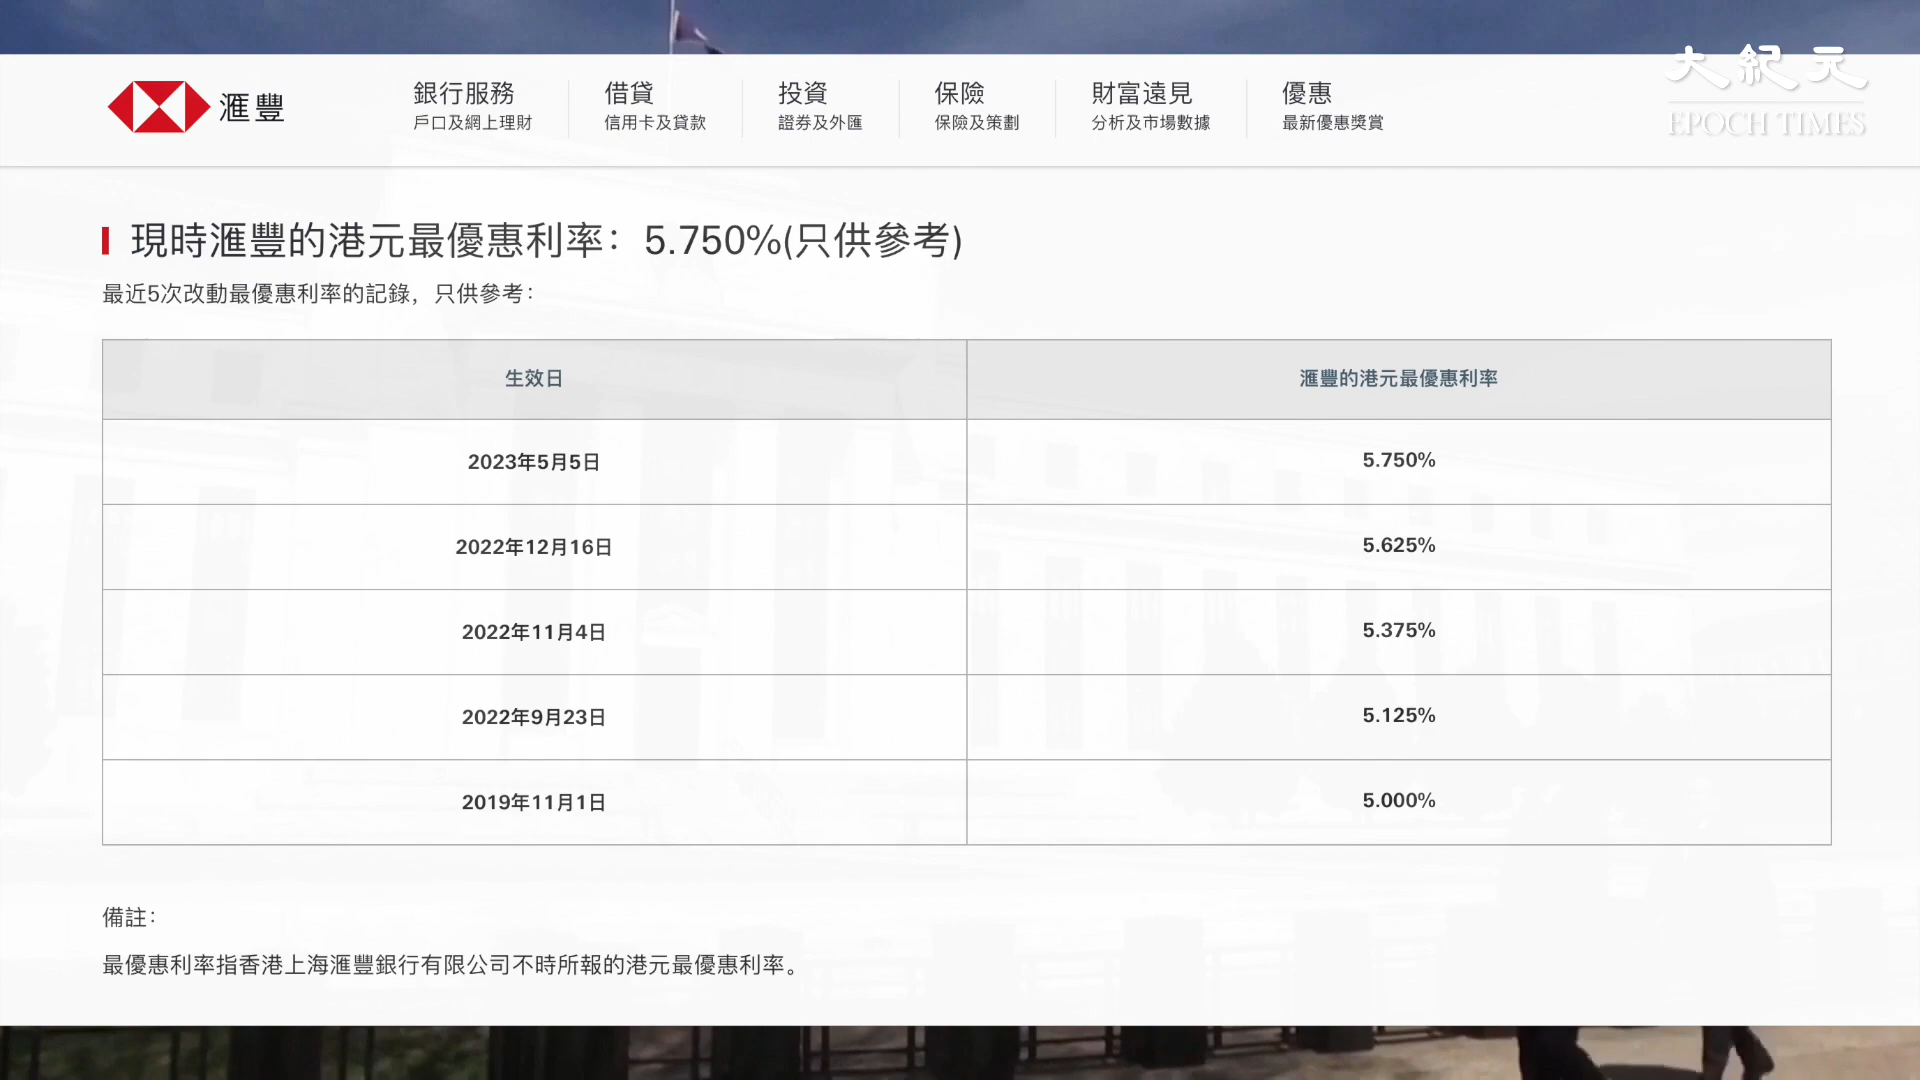 滙豐
銀行服務
戶口及網上理財
借貸
信用卡及貸款
投資
證券及外匯
保險
保險及策劃
財富遠見
分析及市場數據
優惠
最新優惠獎賞
大紀元
EPOCH TIMES
現時滙豐的港元最優惠利率：5.750%(只供參考)
最近5次改動最優惠利率的記錄，只供參考：
生效日 滙豐的港元最優惠利率
2023年5月5日 5.750%
2022年12月16日 5.625%
2022年11月4日 5.375%
2022年9月23日 5.125%
2019年11月1日 5.000%
備註：
最優惠利率指香港上海滙豐銀行有限公司不時所報的港元最優惠利率。